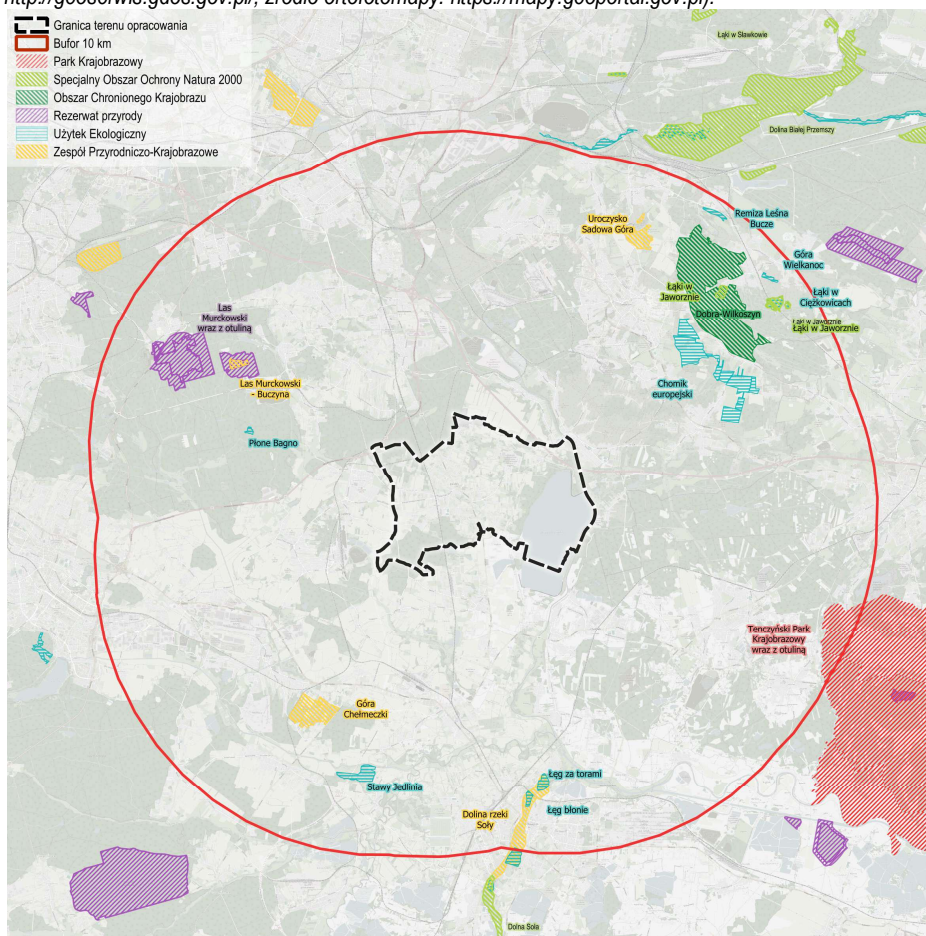 http://geoserwis.gdos.gov.pl/; źródło ortofotomapy: https://mapy.geoportal.gov.pl).
Granica terenu opracowania
Bufor 10 km
Park Krajobrazowy
Specjalny Obszar Ochrony Natura 2000
Obszar Chronionego Krajobrazu
Rezerwat przyrody
Użytek Ekologiczny
Zespół Przyrodniczo-Krajobrazowe
Łąki w Sławkowie
Dolina Białej Przemszy
Uroczysko
Sadowa Góra
Remiza Leśna
Bucze
Góra
Wielkanoc
Łąki w
Jaworznie
Łąki w
Ciężkowicach
Dobra-Wilkoszyn
Łąki w Jaworznie
Łąki w Jaworznie
Las
Murckowski
wraz z otuliną
Las Murckowski
- Buczyna
Chomik
europejski
Płone Bagno
Tenczyński Park
Krajobrazowy
wraz z otuliną
Góra
Chełmeczki
Stawy Jedlinia
Łęg za torami
Dolina rzeki
Soły
Łęg błonie
Dolna Soła